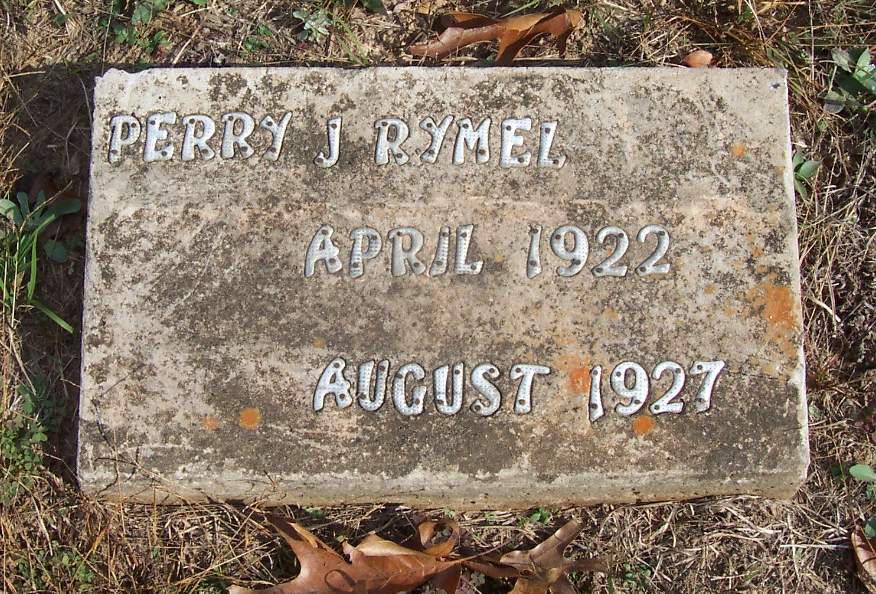 PERRY J RYMEL
APRIL 1922
AUGUST 1927